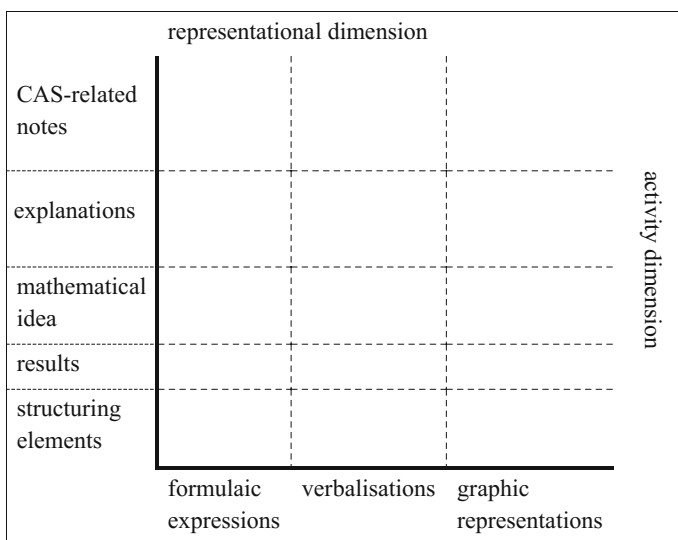 representational dimension
CAS-related
notes
explanations
mathematical
idea
results
structuring
elements
activity dimension
formulaic
expressions
verbalisations
graphic
representations